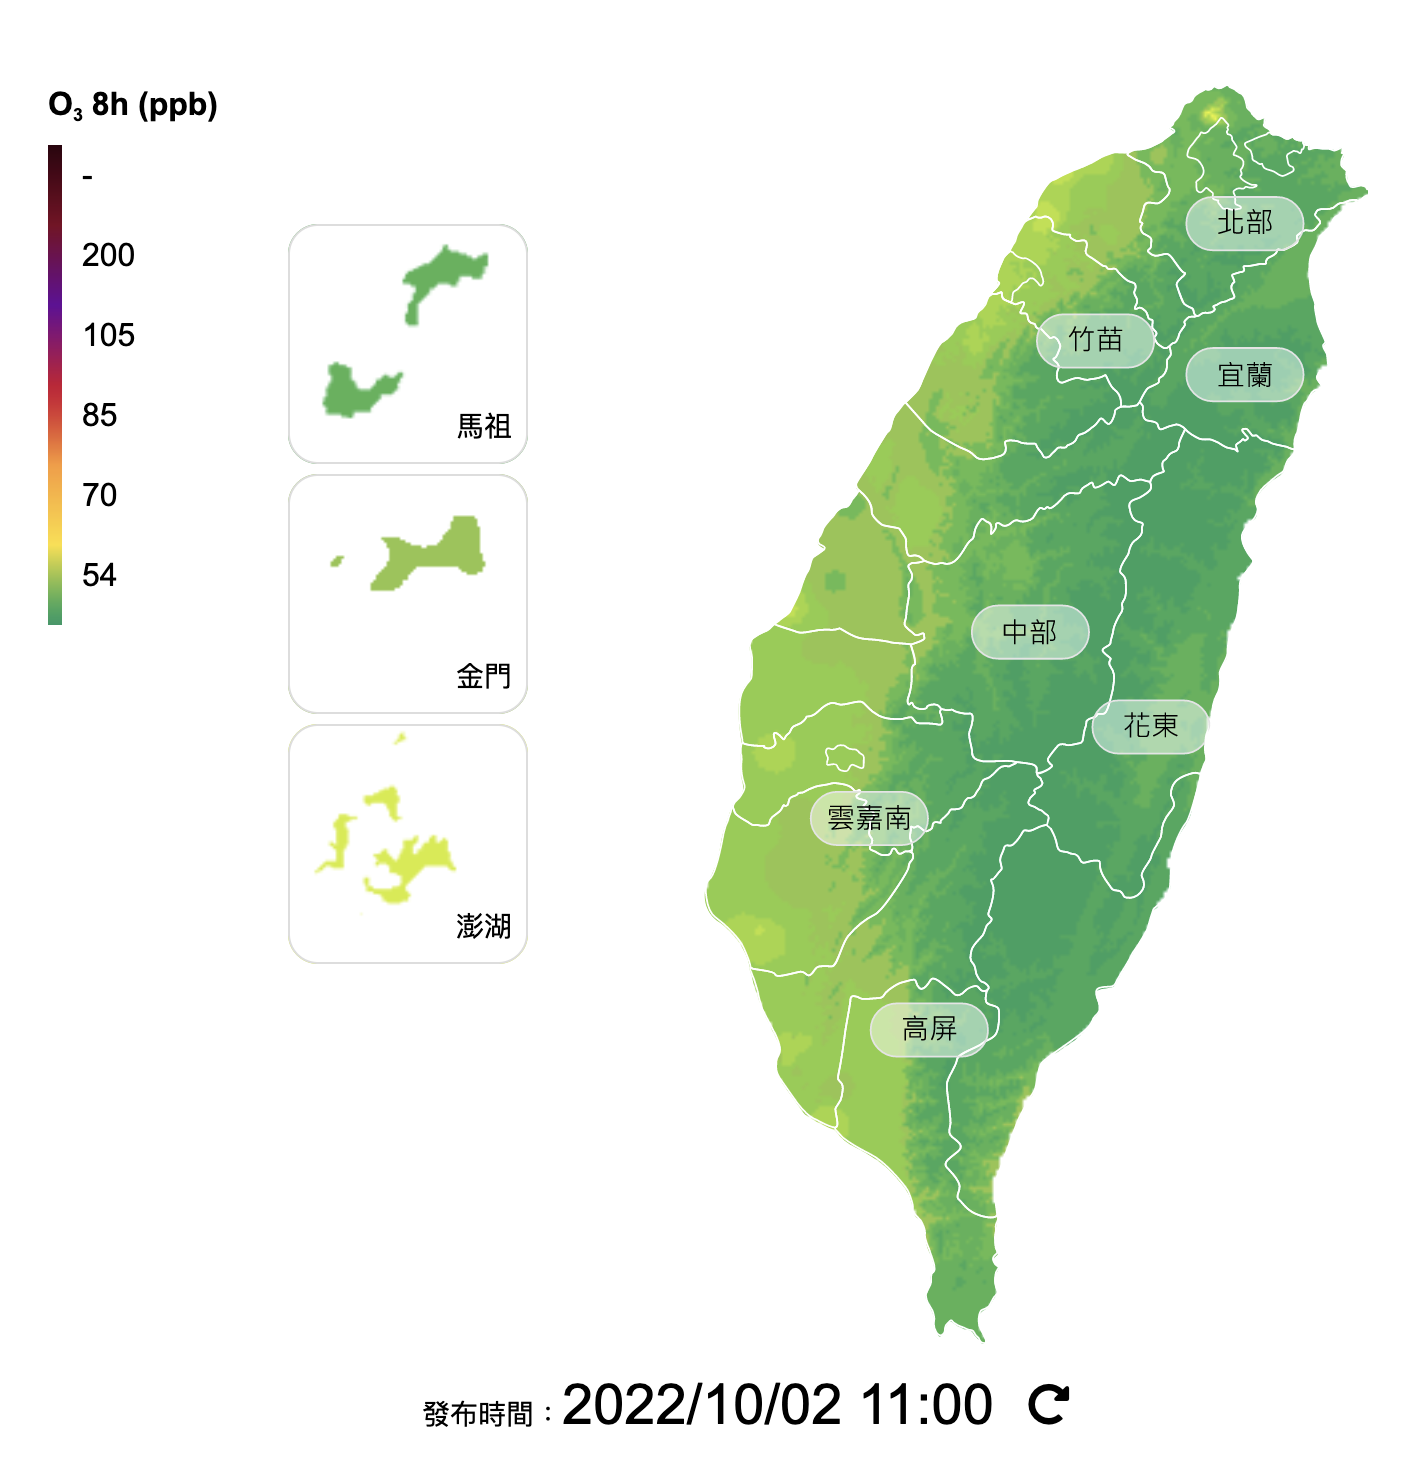 O₃ 8h (ppb)
-
200
105
85
70
54
馬祖
金門
澎湖
北部
竹苗
宜蘭
中部
花東
雲嘉南
高屏
發布時間：2022/10/02 11:00